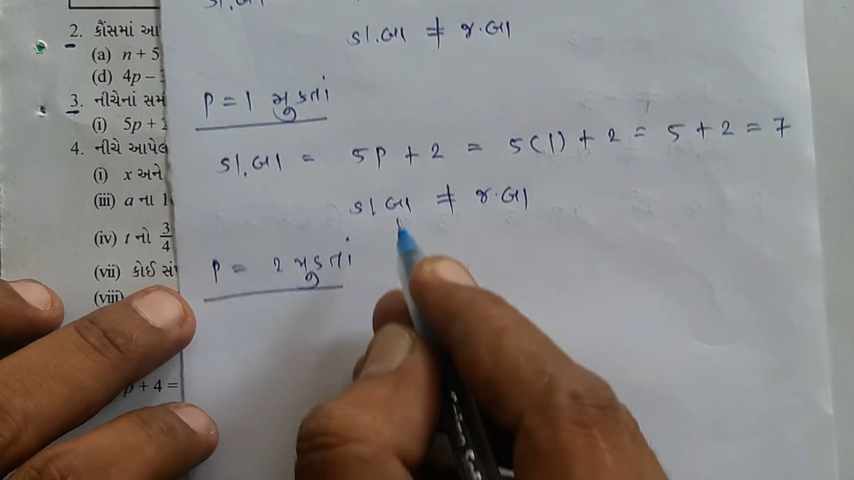 ડા.બા ≠ જ.બા
2. કૌંસમાં આ
(a) n + 5
(d) 4p –
3. નીચેનાં સમ
(i) 5p +
4. નીચે આપેલ
(i) x અને
(iii) a ના 1
(iv) t નો 3/4
(vii) કોઈ સં
(viii)
p + 4 =
P = 1 મુકતાં
ડા.બા = 5P + 2 = 5(1) + 2 = 5 + 2 = 7
ડા બા ≠ જ.બા
P = 2 મુકતાં